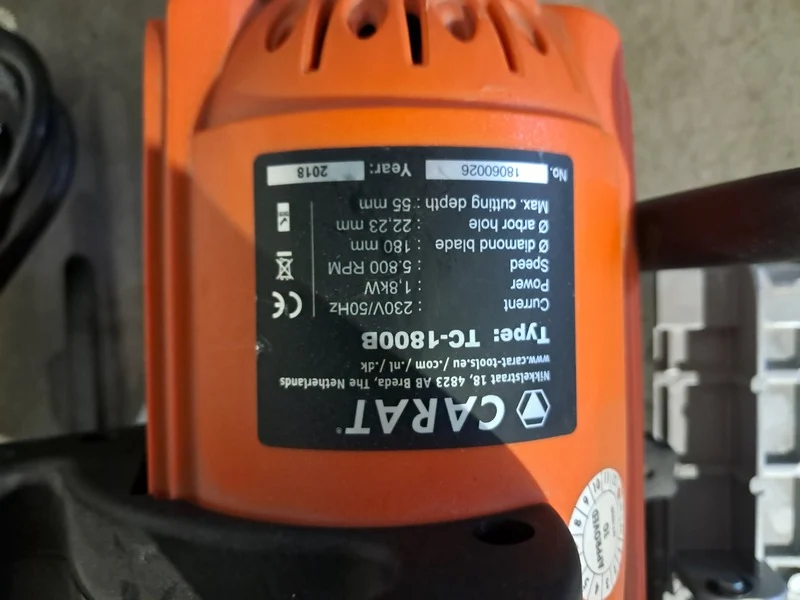 CARAT
Nikkelstraat 18, 4823 AB Breda, The Netherlands
www.carat-tools.eu / .com / .nl / .dk
Type: TC-1800B
Current : 230V/50Hz
Power : 1,8kW
Speed : 5.800 RPM
Ø diamond blade : 180 mm
Ø arbor hole : 22,23 mm
Max. cutting depth : 55 mm
CE
No. 18060026 Year: 2018
APPROVED